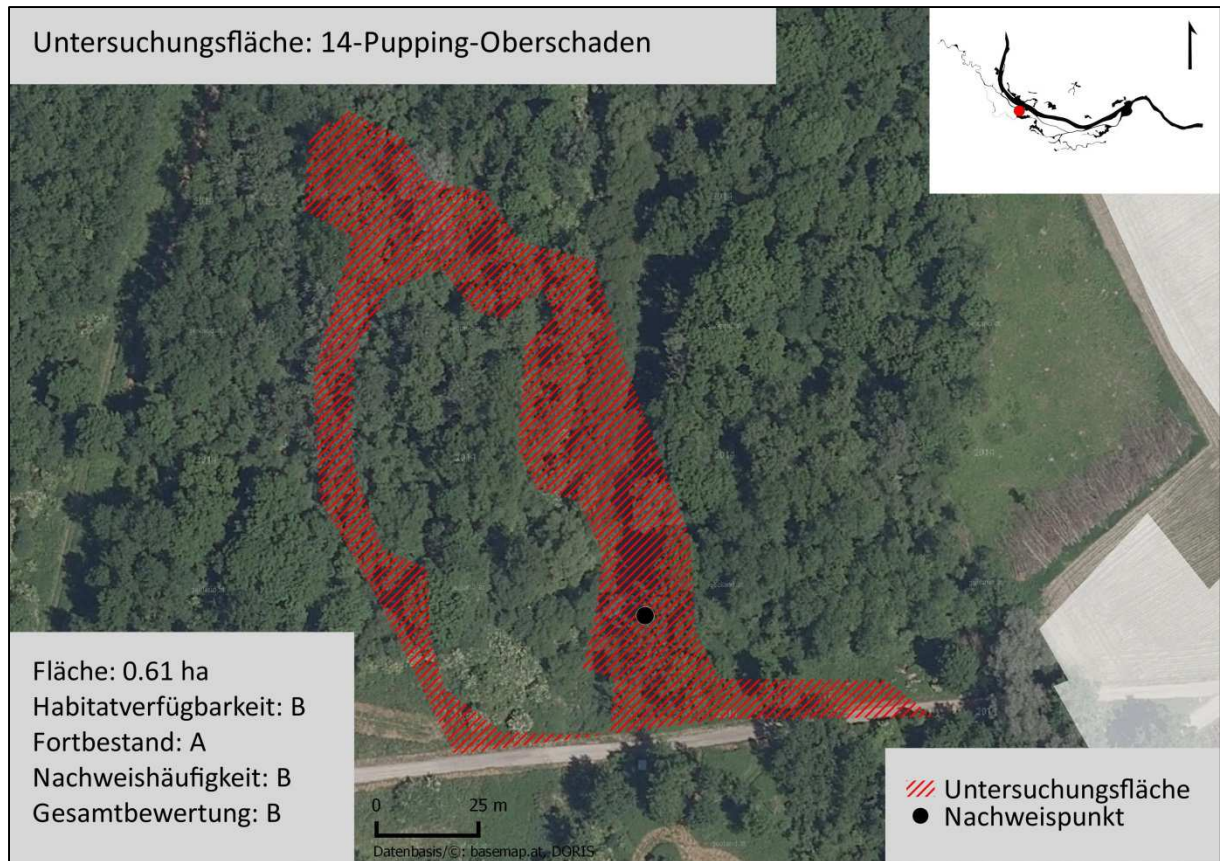 Untersuchungsfläche: 14-Pupping-Oberschaden
Fläche: 0.61 ha
Habitatverfügbarkeit: B
Fortbestand: A
Nachweishäufigkeit: B
Gesamtbewertung: B
0 25 m
Datenbasis/©: basemap.at, DORIS
Untersuchungsfläche
Nachweispunkt